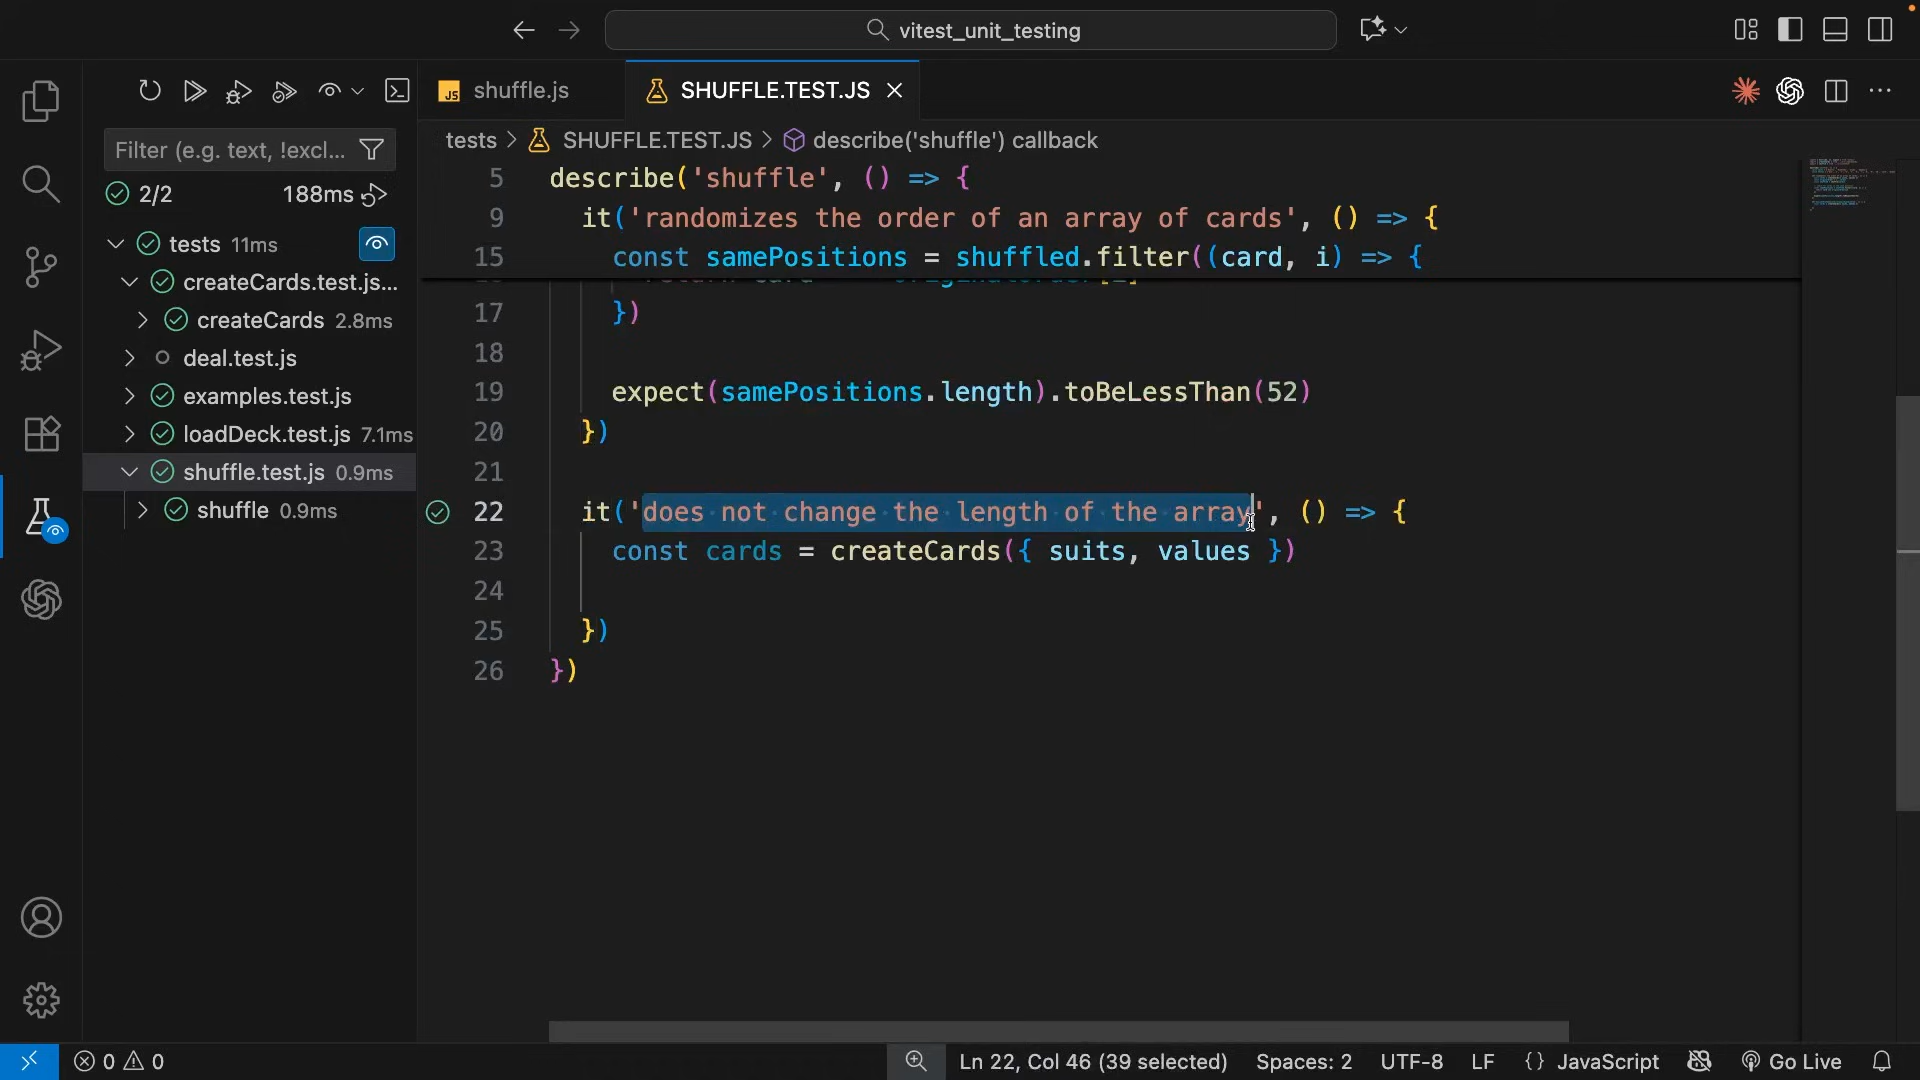 vitest_unit_testing
Filter (e.g. text, !excl...
2/2
188ms
tests 11ms
createCards.test.js...
createCards 2.8ms
deal.test.js
examples.test.js
loadDeck.test.js 7.1ms
shuffle.test.js 0.9ms
shuffle 0.9ms
JS shuffle.js
SHUFFLE.TEST.JS
tests > SHUFFLE.TEST.JS > describe('shuffle') callback
5 describe('shuffle', () => {
9 it('randomizes the order of an array of cards', () => {
15 const samePositions = shuffled.filter((card, i) => {
17 })
18
19 expect(samePositions.length).toBeLessThan(52)
20 })
21
22 it('does not change the length of the array', () => {
23 const cards = createCards({ suits, values })
24
25 })
26 })
0 0
Ln 22, Col 46 (39 selected) Spaces: 2 UTF-8 LF {} JavaScript Go Live